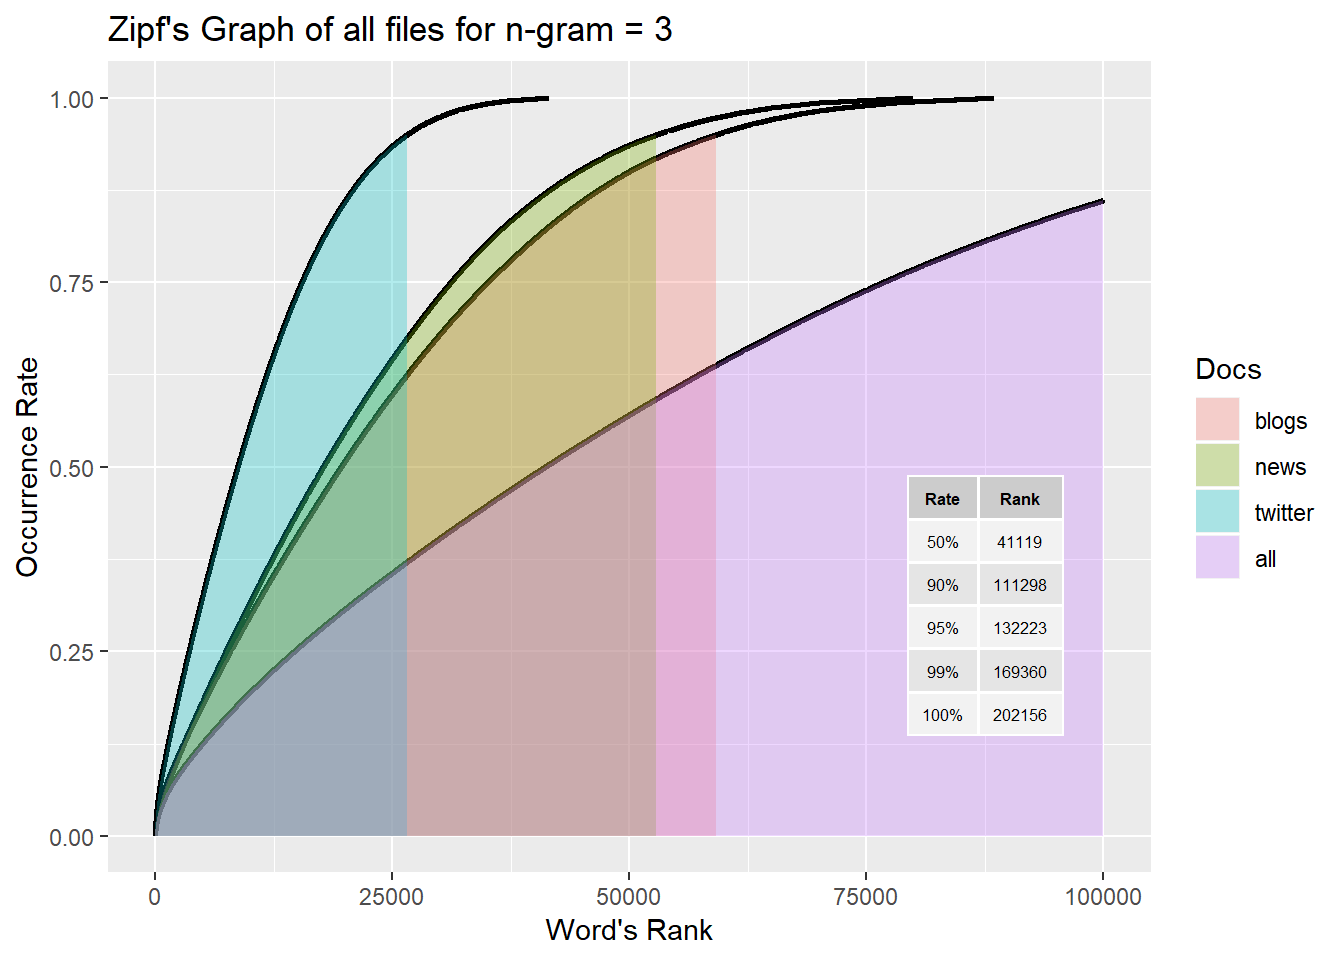 Zipf's Graph of all files for n-gram = 3
Occurrence Rate
1.00
0.75
0.50
0.25
0.00
0 25000 50000 75000 100000
Word's Rank
Rate Rank
50% 41119
90% 111298
95% 132223
99% 169360
100% 202156
Docs
blogs
news
twitter
all